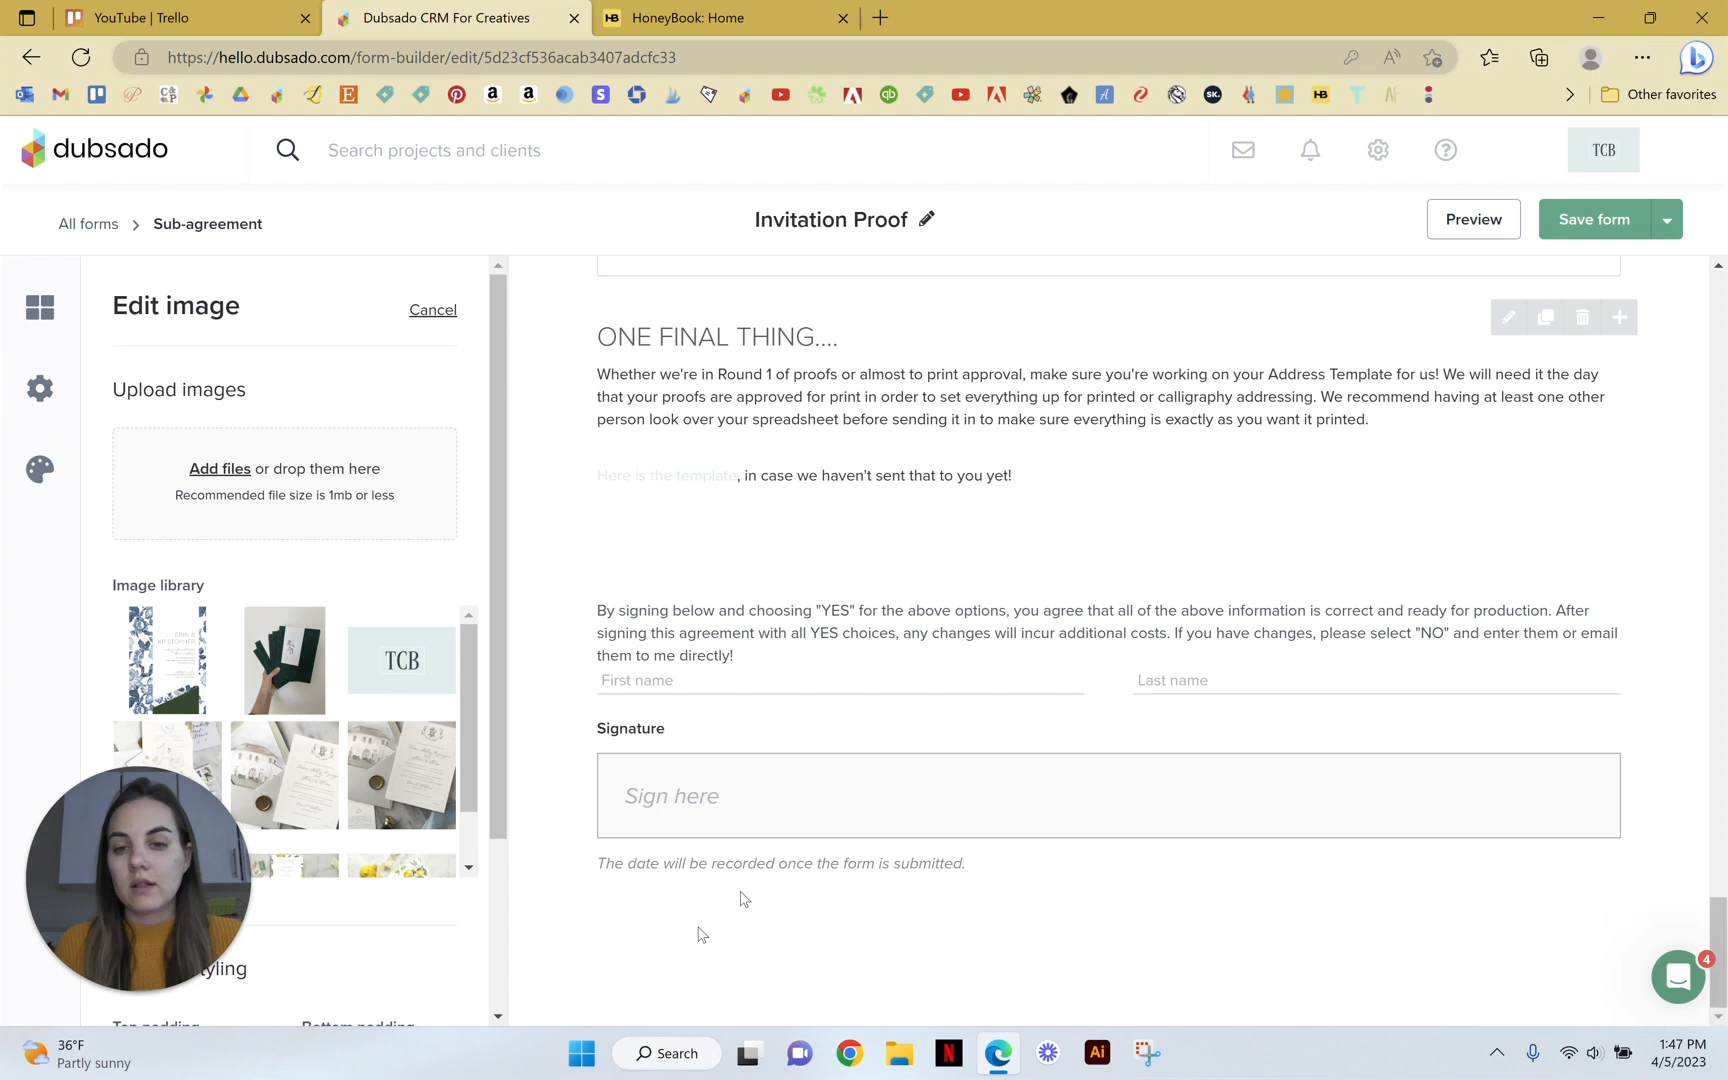 YouTube | Trello
Dubsado CRM For Creatives
HoneyBook: Home
https://hello.dubsado.com/form-builder/edit/5d23cf536acab3407adcfc33
Other favorites
dubsado
Search projects and clients
TCB
All forms > Sub-agreement
Invitation Proof
Preview
Save form
Edit image
Cancel
Upload images
Add files or drop them here
Recommended file size is 1mb or less
Image library
TCB
ONE FINAL THING....
Whether we're in Round 1 of proofs or almost to print approval, make sure you're working on your Address Template for us! We will need it the day
that your proofs are approved for print in order to set everything up for printed or calligraphy addressing. We recommend having at least one other
person look over your spreadsheet before sending it in to make sure everything is exactly as you want it printed.
Here is the template, in case we haven't sent that to you yet!
By signing below and choosing "YES" for the above options, you agree that all of the above information is correct and ready for production. After
signing this agreement with all YES choices, any changes will incur additional costs. If you have changes, please select "NO" and enter them or email
them to me directly!
First name
Last name
Signature
Sign here
The date will be recorded once the form is submitted.
4
36°F
Partly sunny
Search
1:47 PM
4/5/2023